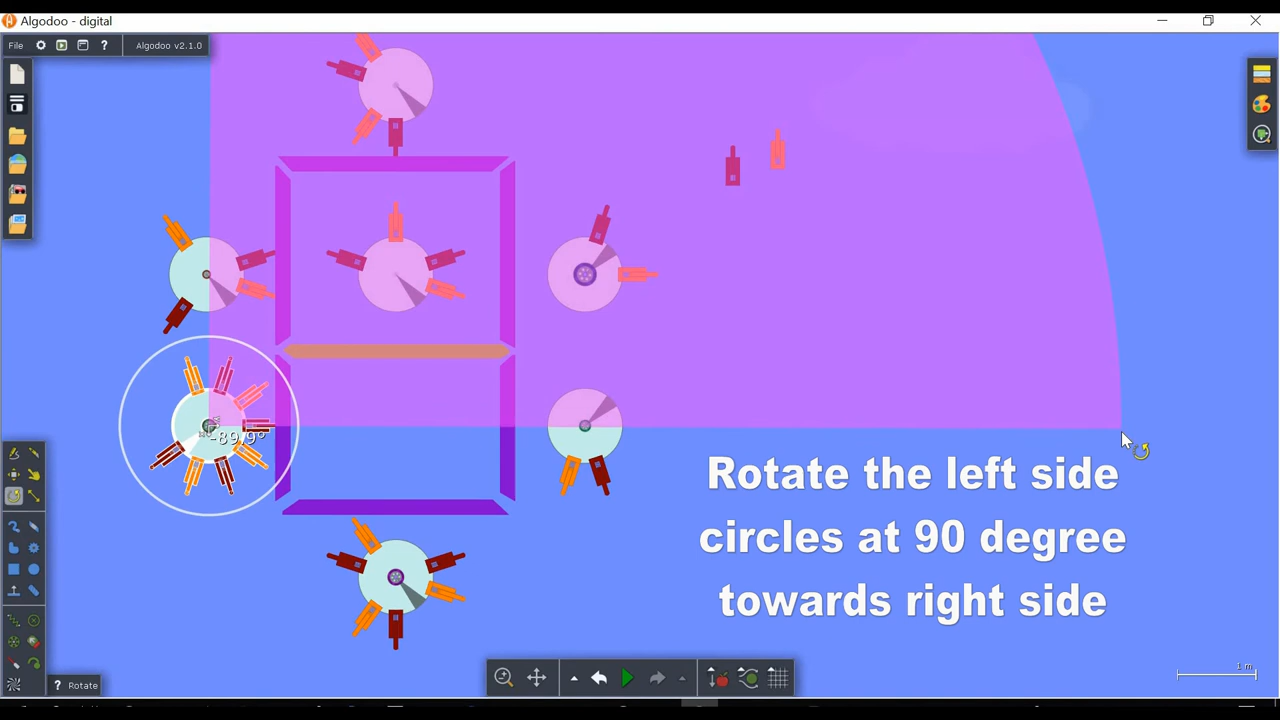 Algodoo - digital
File
?
Algodoo v2.1.0
-89.9°
Rotate the left side
circles at 90 degree
towards right side
1 m
? Rotate